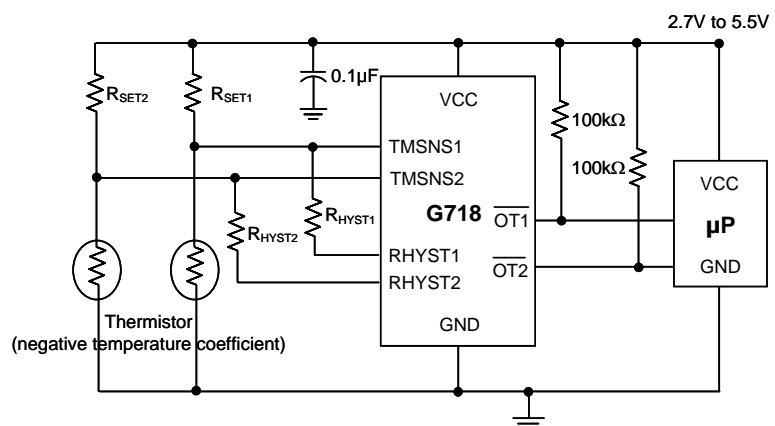 2.7V to 5.5V
RSET2
RSET1
0.1µF
VCC
100kΩ
100kΩ
TMSNS1
TMSNS2
VCC
G718
OT1
µP
RHYST1
RHYST2
RHYST1
GND
OT2
RHYST2
GND
Thermistor
(negative temperature coefficient)